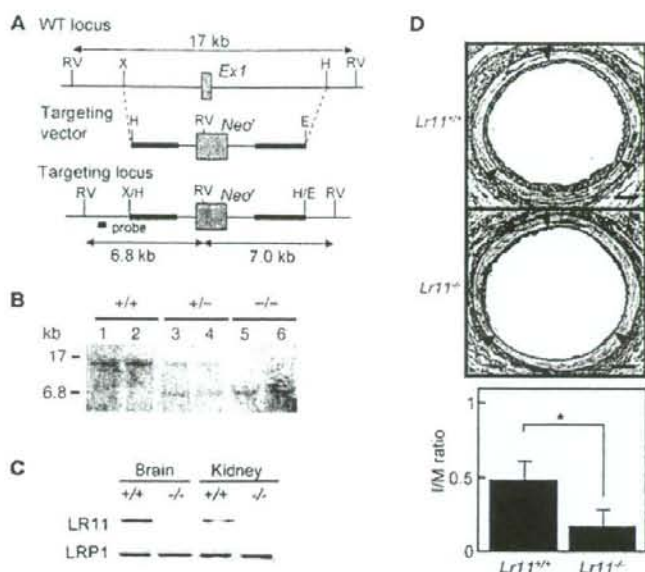 A WT locus
17 kb
RV X Ex1 H RV
Targeting vector
H RV Neoʳ E
Targeting locus
RV X/H RV Neoʳ H/E RV
probe
6.8 kb 7.0 kb
B
+/+ +/− −/−
kb 1 2 3 4 5 6
17
6.8
C
Brain Kidney
+/+ -/- +/+ -/-
LR11
LRP1
D
Lr11+/+
Lr11-/-
1
*
I/M ratio
0.5
0
Lr11+/+ Lr11-/-